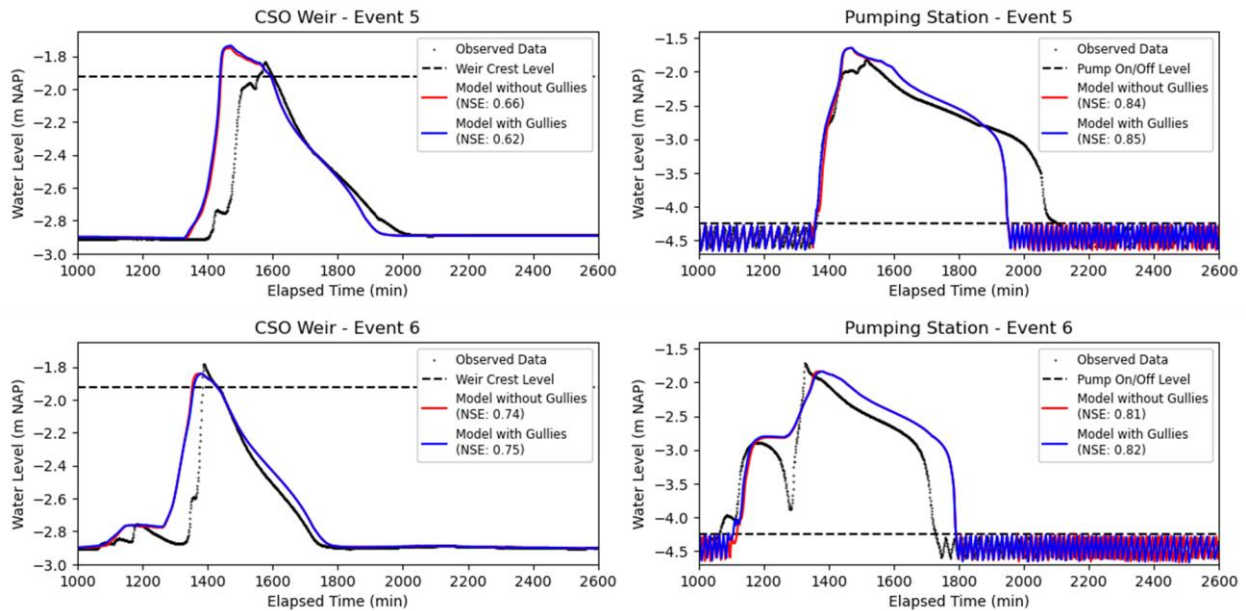 CSO Weir - Event 5
Water Level (m NAP)
−1.8
−2.0
−2.2
−2.4
−2.6
−2.8
−3.0
Observed Data
Weir Crest Level
Model without Gullies
(NSE: 0.66)
Model with Gullies
(NSE: 0.62)
1000 1200 1400 1600 1800 2000 2200 2400 2600
Elapsed Time (min)
Pumping Station - Event 5
Water Level (m NAP)
−1.5
−2.0
−2.5
−3.0
−3.5
−4.0
−4.5
Observed Data
Pump On/Off Level
Model without Gullies
(NSE: 0.84)
Model with Gullies
(NSE: 0.85)
1000 1200 1400 1600 1800 2000 2200 2400 2600
Elapsed Time (min)
CSO Weir - Event 6
Water Level (m NAP)
−1.8
−2.0
−2.2
−2.4
−2.6
−2.8
−3.0
Observed Data
Weir Crest Level
Model without Gullies
(NSE: 0.74)
Model with Gullies
(NSE: 0.75)
1000 1200 1400 1600 1800 2000 2200 2400 2600
Elapsed Time (min)
Pumping Station - Event 6
Water Level (m NAP)
−1.5
−2.0
−2.5
−3.0
−3.5
−4.0
−4.5
Observed Data
Pump On/Off Level
Model without Gullies
(NSE: 0.81)
Model with Gullies
(NSE: 0.82)
1000 1200 1400 1600 1800 2000 2200 2400 2600
Elapsed Time (min)